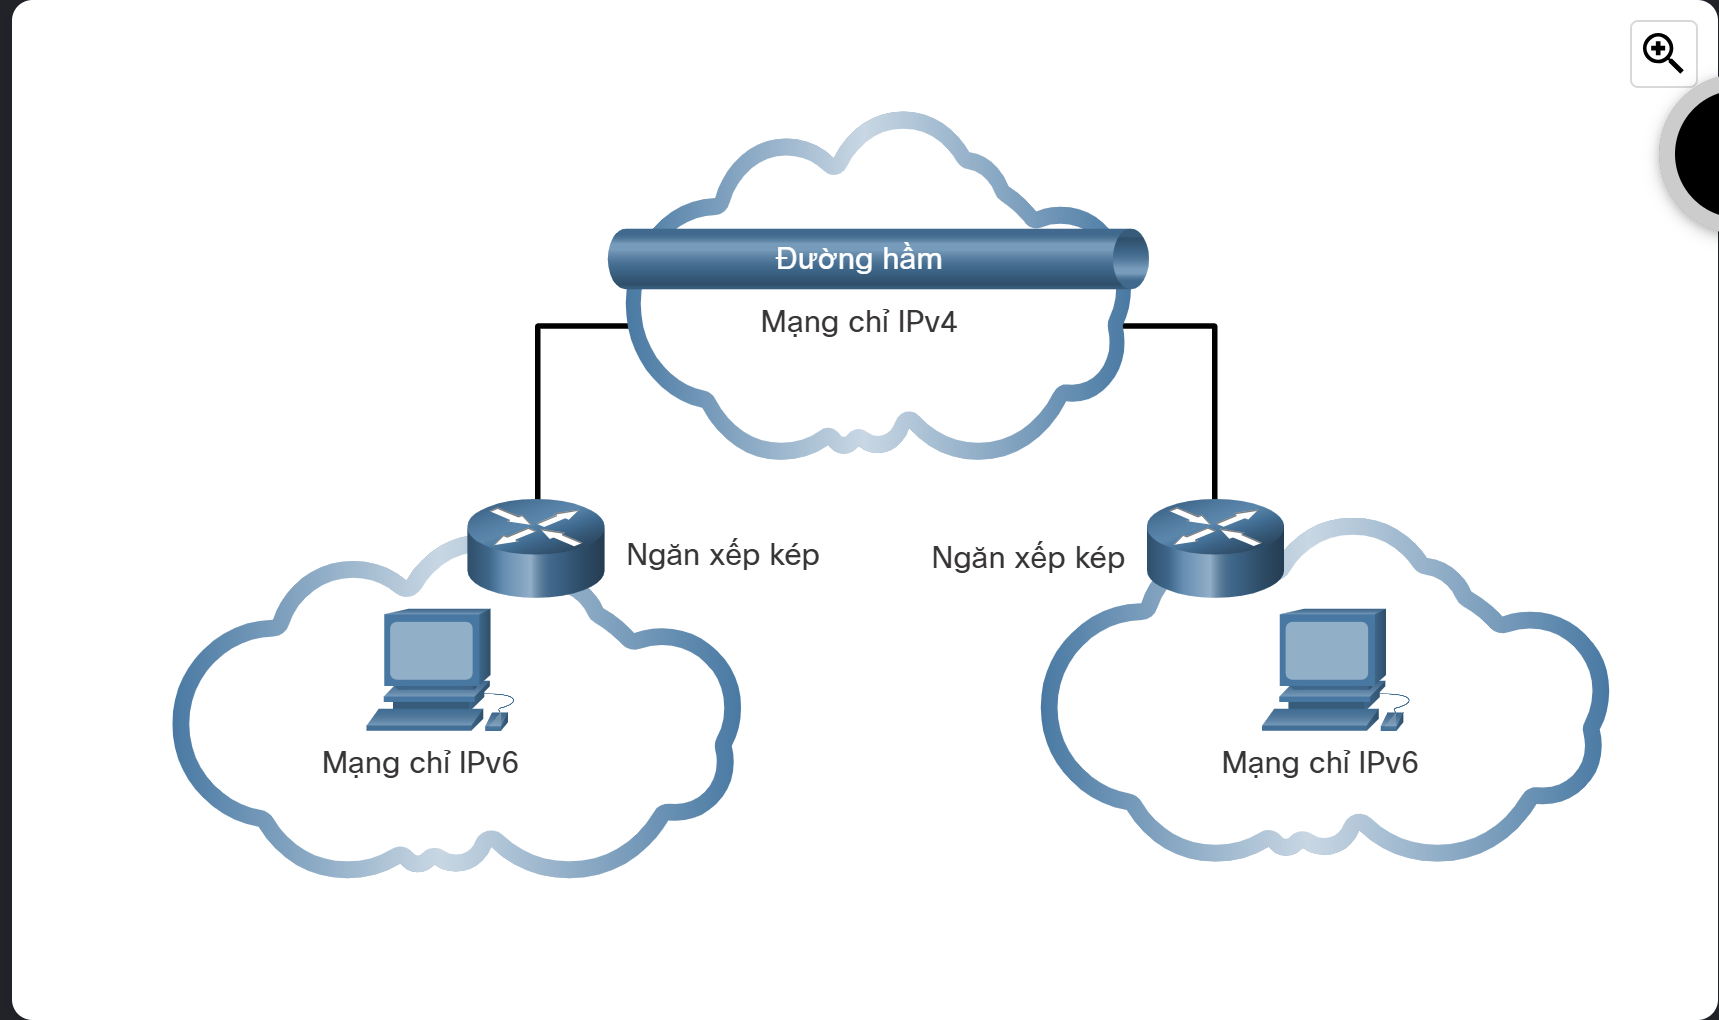 Đường hầm
Mạng chỉ IPv4
Ngăn xếp kép
Ngăn xếp kép
Mạng chỉ IPv6
Mạng chỉ IPv6